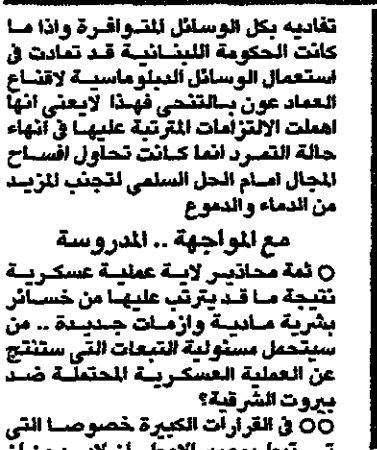 تفاديه بكل الوسائل المتوافرة واذا ما
كانت الحكومة اللبنانية قد تمادت في
استعمال الوسائل الدبلوماسية لاقناع
العماد عون بالتنحي فهذا لايعني انها
اهملت الالتزامات المترتبة عليها في انهاء
حالة التمرد انما كانت تحاول افساح
المجال امام الحل السلمي لتجنب المزيد
من الدماء والدموع
مع المواجهة .. المدروسة
○ ثمة محاذير لاية عملية عسكرية
نتيجة ما قد يترتب عليها من خسائر
بشرية مادية وازمات جديدة .. من
سيتحمل مسئولية التبعات التي ستنتج
عن العملية العسكرية المحتملة ضد
بيروت الشرقية؟
○○ في القرارات الكبيرة خصوصا التي